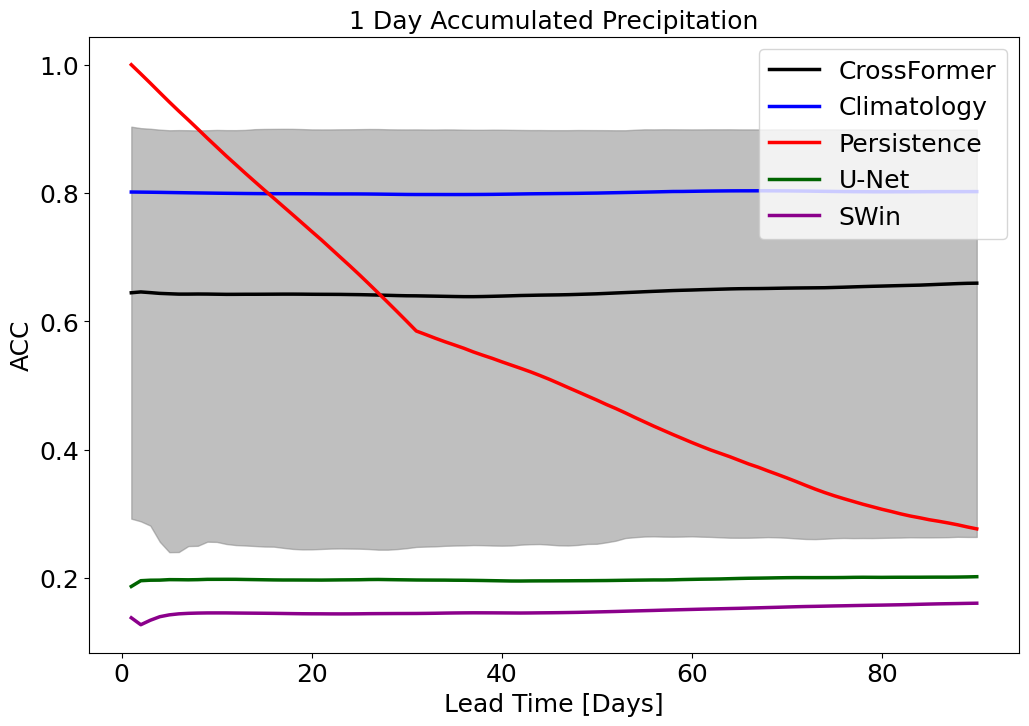 1 Day Accumulated Precipitation
CrossFormer
Climatology
Persistence
U-Net
SWin
ACC
1.0
0.8
0.6
0.4
0.2
0 20 40 60 80
Lead Time [Days]